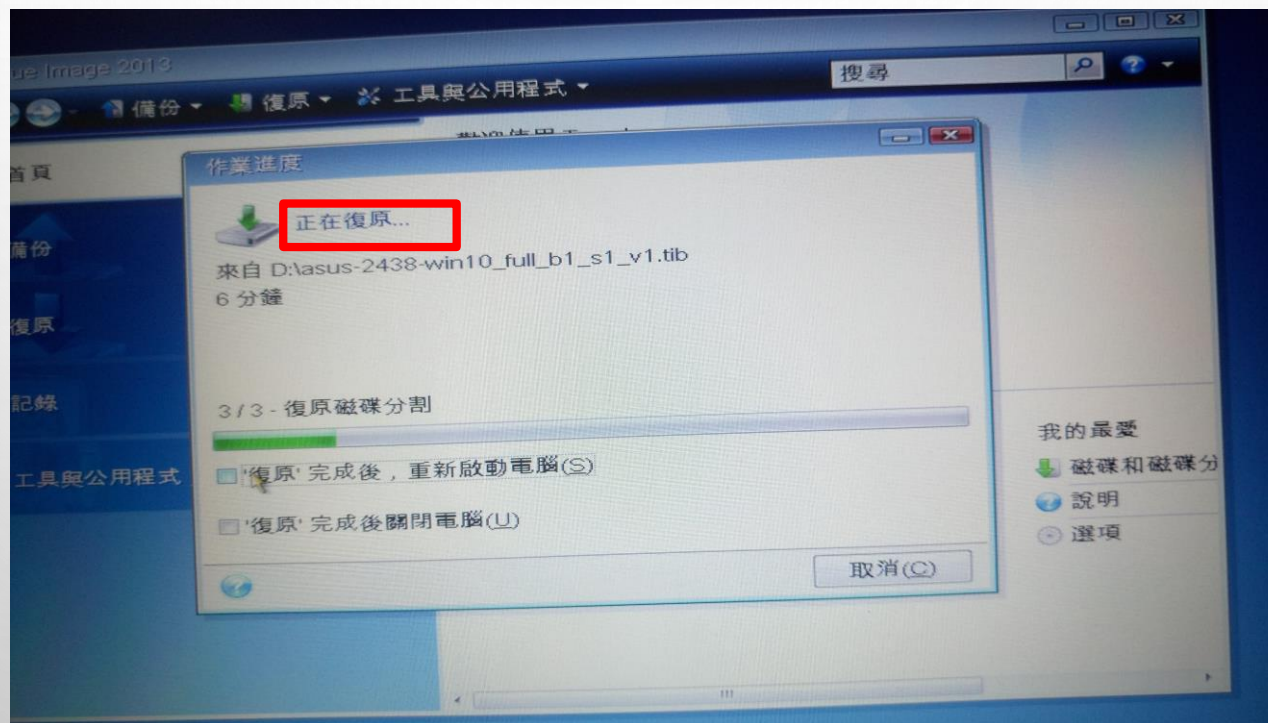 ue Image 2013
備份 復原 工具與公用程式 搜尋
首頁
備份
復原
記錄
工具與公用程式
歡迎使用
作業進度
正在復原...
來自 D:\asus-2438-win10_full_b1_s1_v1.tib
6 分鐘
3 / 3 - 復原磁碟分割
'復原' 完成後，重新啟動電腦(S)
'復原' 完成後關閉電腦(U)
取消(C)
我的最愛
磁碟和磁碟分
說明
選項